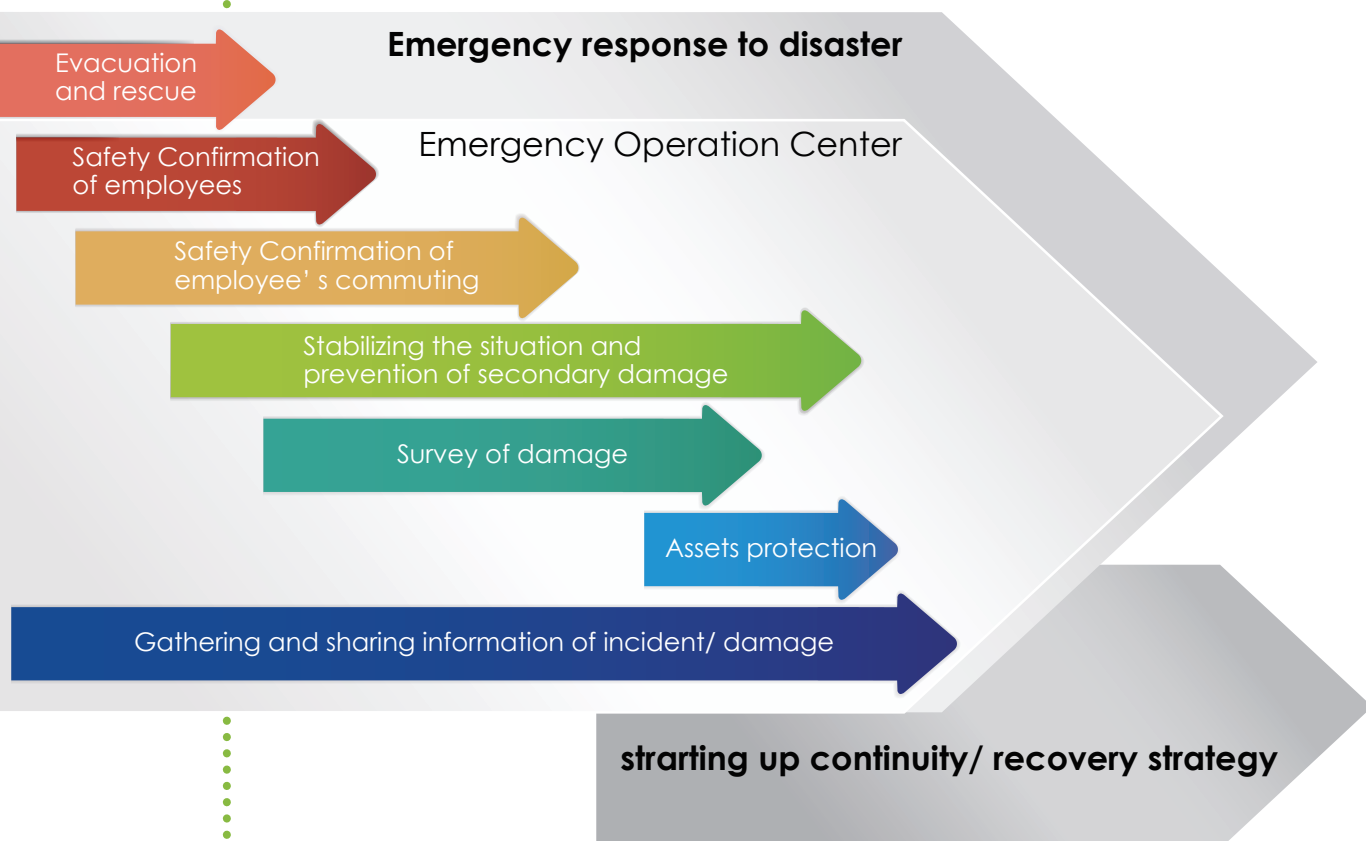 Emergency response to disaster
Evacuation
and rescue
Emergency Operation Center
Safety Confirmation
of employees
Safety Confirmation of
employee’ s commuting
Stabilizing the situation and
prevention of secondary damage
Survey of damage
Assets protection
Gathering and sharing information of incident/ damage
strarting up continuity/ recovery strategy